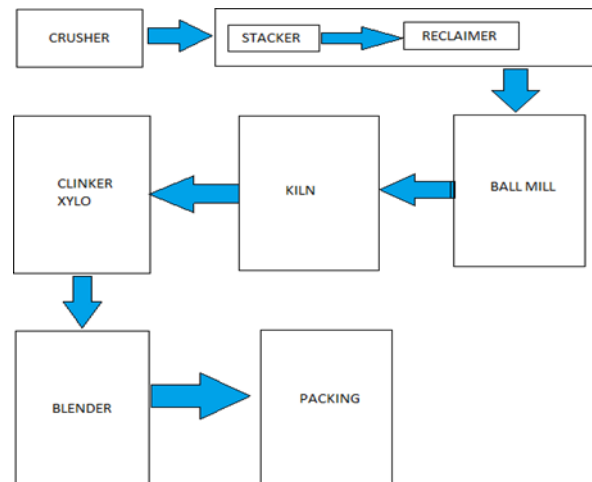 CRUSHER
STACKER
RECLAIMER
BALL MILL
KILN
CLINKER
XYLO
BLENDER
PACKING